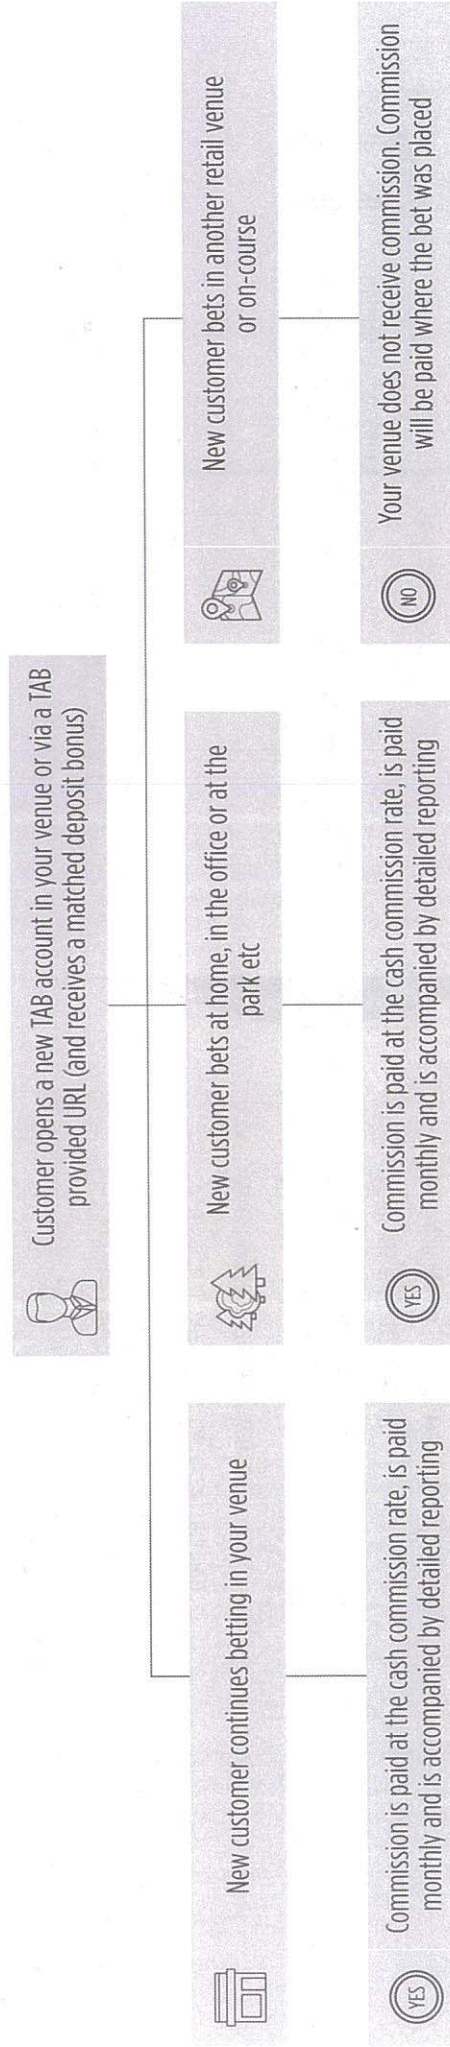 Customer opens a new TAB account in your venue or via a TAB
provided URL (and receives a matched deposit bonus)
New customer continues betting in your venue
New customer bets at home, in the office or at the
park etc
New customer bets in another retail venue
or on-course
YES
Commission is paid at the cash commission rate, is paid
monthly and is accompanied by detailed reporting
YES
Commission is paid at the cash commission rate, is paid
monthly and is accompanied by detailed reporting
NO
Your venue does not receive commission. Commission
will be paid where the bet was placed